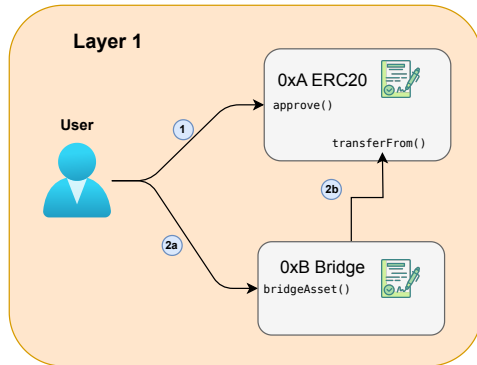 Layer 1
0xA ERC20
approve()
User
1
transferFrom()
2b
2a
0xB Bridge
bridgeAsset()